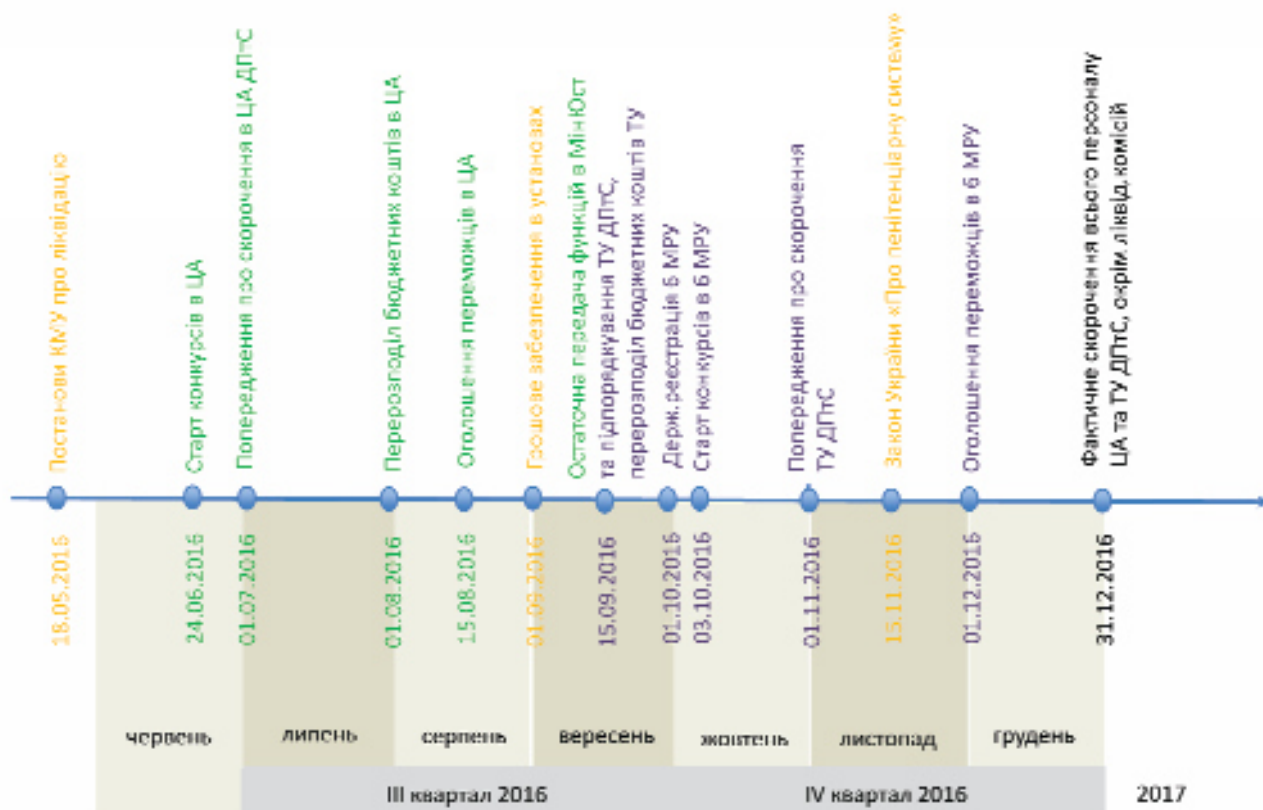 Постанови КМУ про ліквідацію
Старт конкурсів в ЦА
Попередження про скорочення в ЦА ДПтС
Перерозподіл бюджетних коштів в ЦА
Оголошення переможців в ЦА
Грошове забезпечення в установах
Остаточна передача функцій в МінЮст
та підпорядкування ТУ ДПтС,
перерозподіл бюджетних коштів ТУ
Держ.реєстрація 6 МРУ
Старт конкурсів в 6 МРУ
Попередження про скорочення
ТУ ДПтС
Закон України «Про пенітенціарну систему»
Оголошення переможців в 6 МРУ
Фактичне скорочення всього персоналу
ЦА та ТУ ДПтС, окрім ліквід.комісій
18.05.2016
24.06.2016
01.07.2016
01.08.2016
15.08.2016
01.09.2016
15.09.2016
01.10.2016
03.10.2016
01.11.2016
15.11.2016
01.12.2016
31.12.2016
червень
липень
серпень
вересень
жовтень
листопад
грудень
III квартал 2016
IV квартал 2016
2017